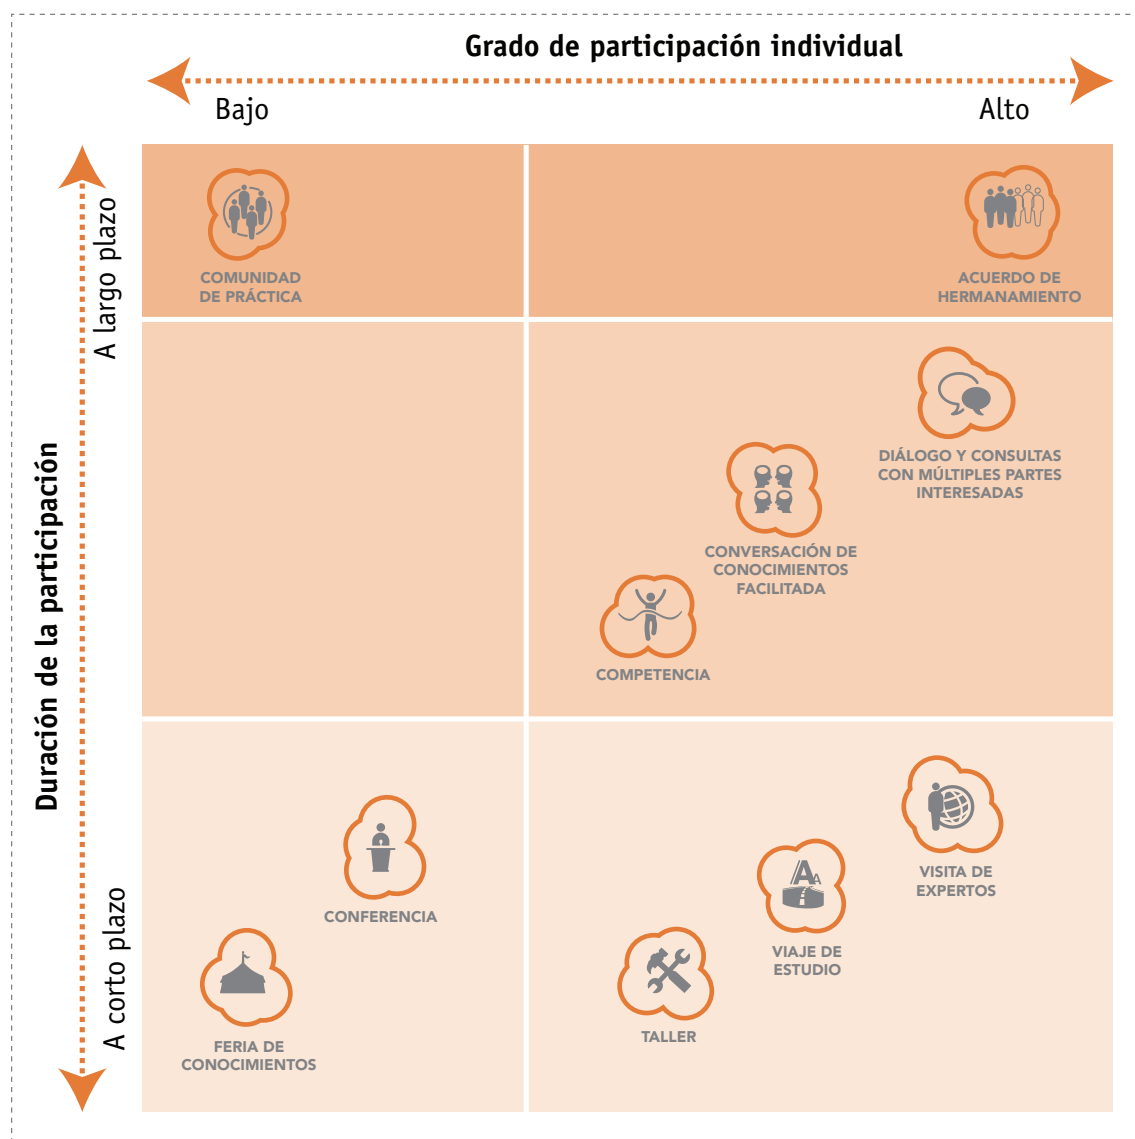 Grado de participación individual
Bajo
Alto
Duración de la participación
A largo plazo
A corto plazo
COMUNIDAD
DE PRÁCTICA
ACUERDO DE
HERMANAMIENTO
DIÁLOGO Y CONSULTAS
CON MÚLTIPLES PARTES
INTERESADAS
CONVERSACIÓN DE
CONOCIMIENTOS
FACILITADA
COMPETENCIA
VISITA DE
EXPERTOS
CONFERENCIA
VIAJE DE
ESTUDIO
TALLER
FERIA DE
CONOCIMIENTOS
AA